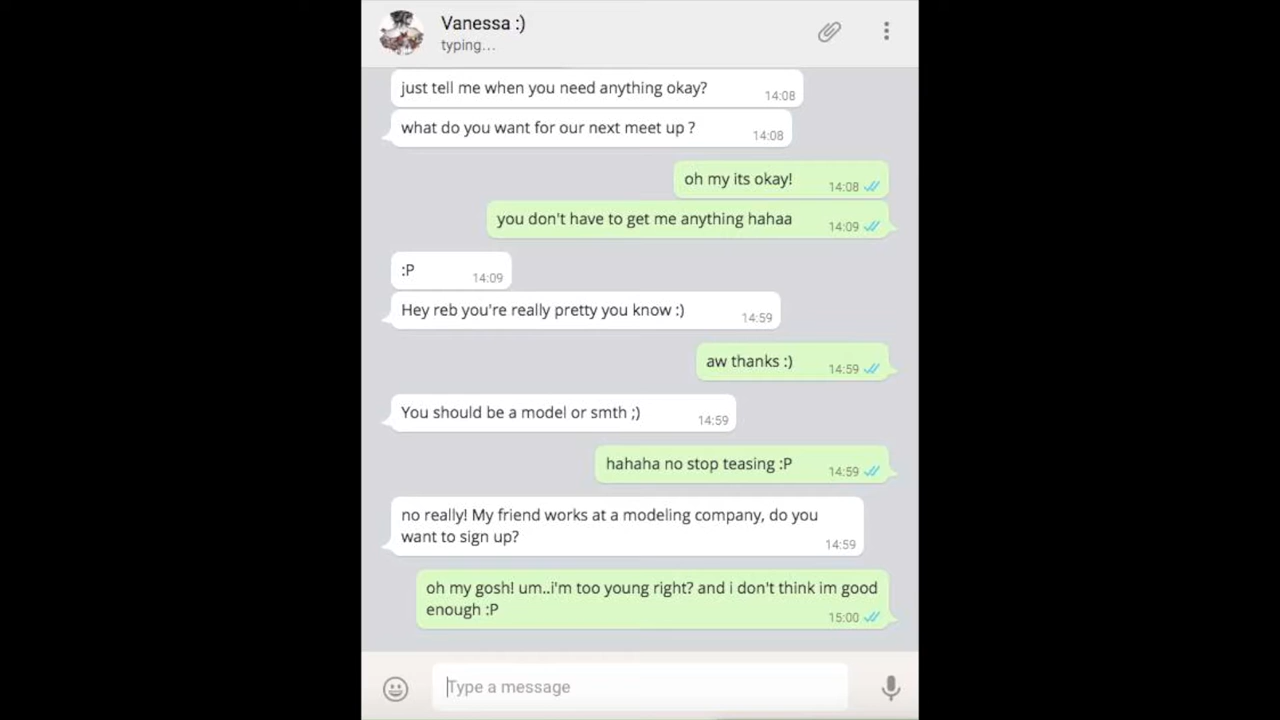 Vanessa :)
typing...
just tell me when you need anything okay?
14:08
what do you want for our next meet up ?
14:08
oh my its okay!
14:08
you don't have to get me anything hahaa
14:09
:P
14:09
Hey reb you're really pretty you know :)
14:59
aw thanks :)
14:59
You should be a model or smth ;)
14:59
hahaha no stop teasing :P
14:59
no really! My friend works at a modeling company, do you
want to sign up?
14:59
oh my gosh! um..i'm too young right? and i don't think im good
enough :P
15:00
Type a message